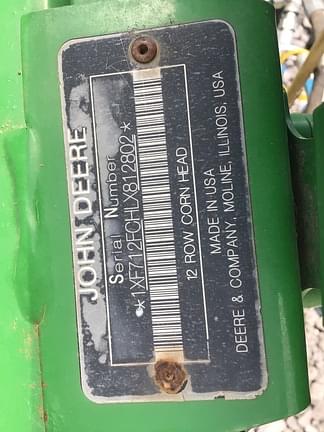 JOHN DEERE
Serial Number
*1XF712FCHLX812802*
12 ROW CORN HEAD
MADE IN USA
DEERE & COMPANY, MOLINE, ILLINOIS, USA